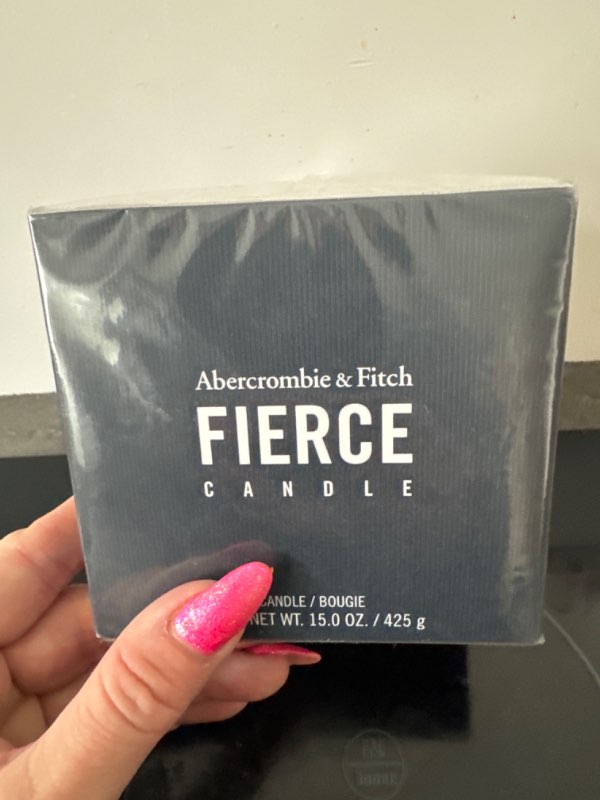 Abercrombie & Fitch
FIERCE
CANDLE
CANDLE / BOUGIE
NET WT. 15.0 OZ. / 425 g